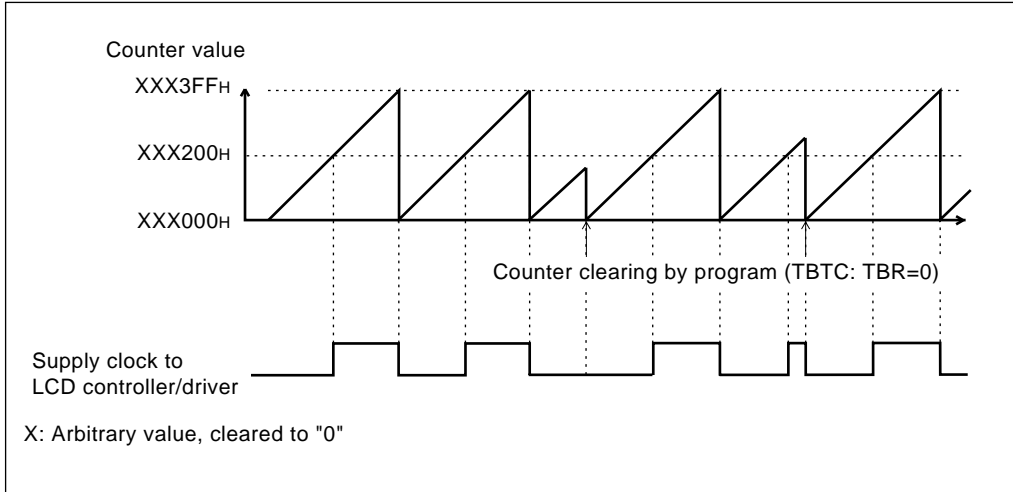 Counter value
XXX3FFH
XXX200H
XXX000H
Counter clearing by program (TBTC: TBR=0)
Supply clock to
LCD controller/driver
X: Arbitrary value, cleared to "0"